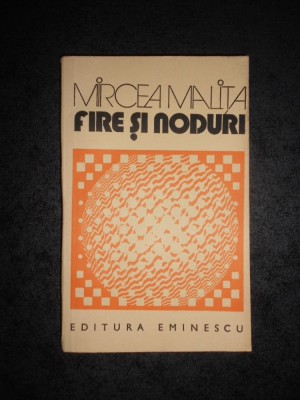 MIRCEA MALIȚA
FIRE ȘI NODURI
EDITURA EMINESCU